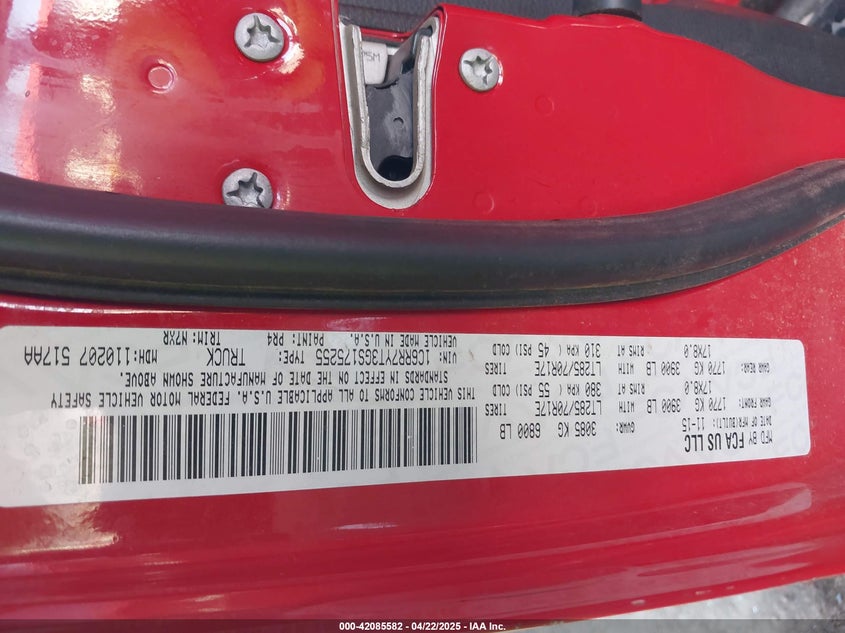 MFD BY FCA US LLC
DATE OF MFR(BUILT): 11-15 GVWR: 3085 KG 6800 LB
GAWR FRONT: 1770 KG 3900 LB WITH LT285/70R17E TIRES
17X8.0 RIMS AT 380 KPA ( 55 PSI) COLD
GAWR REAR: 1770 KG 3900 LB WITH LT285/70R17E TIRES
17X8.0 RIMS AT 310 KPA ( 45 PSI) COLD
THIS VEHICLE CONFORMS TO ALL APPLICABLE U.S.A. FEDERAL MOTOR VEHICLE SAFETY
STANDARDS IN EFFECT ON THE DATE OF MANUFACTURE SHOWN ABOVE.
VIN: 1C6RR7YT3GS175255 TYPE: TRUCK MDH: 110207 517AA
VEHICLE MADE IN U.S.A. PAINT: PR4 TRIM: N7XR
000-42085582 / 04/22/2025 - IAA Inc.